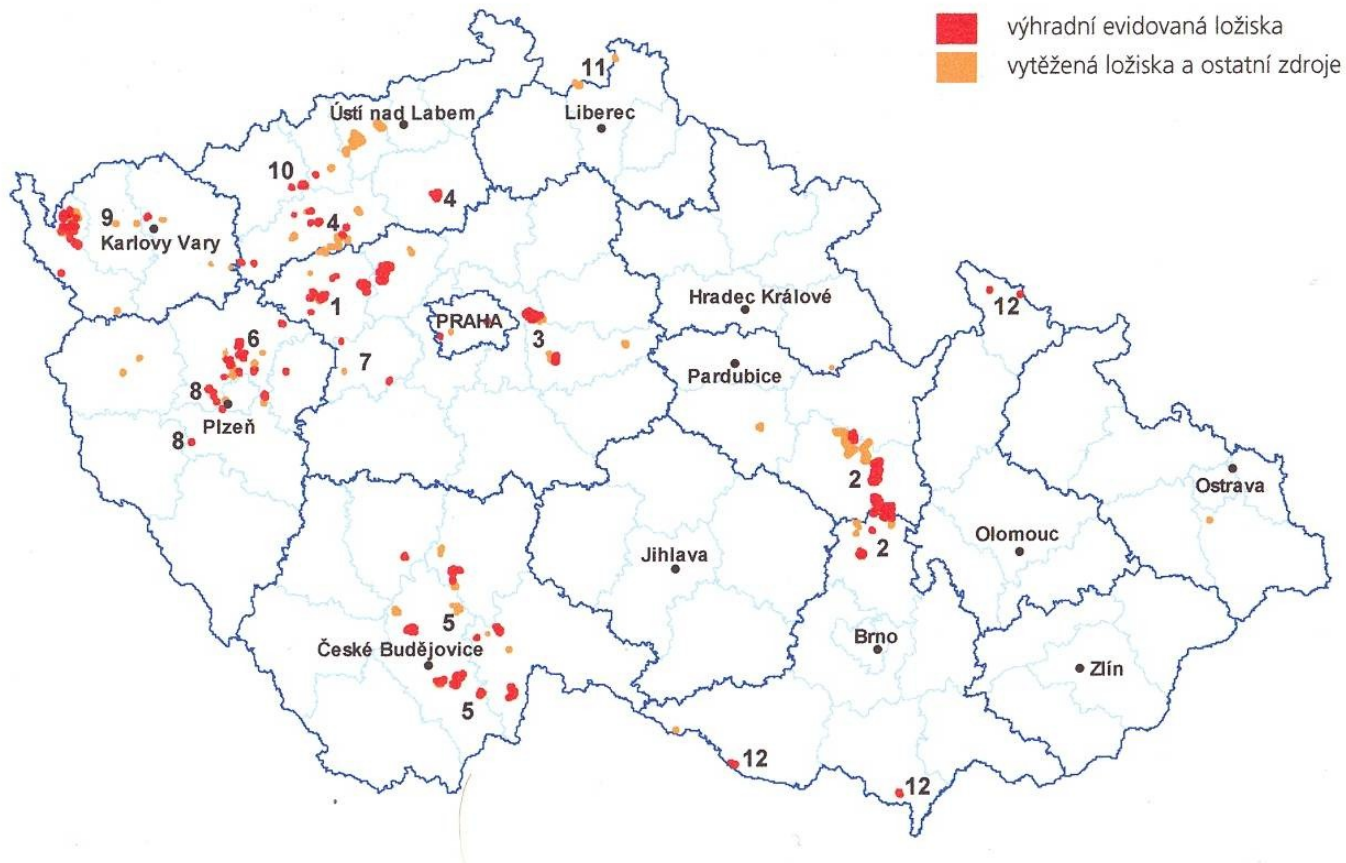 výhradní evidovaná ložiska
vytěžená ložiska a ostatní zdroje
11
Ústí nad Labem
Liberec
10
4
9
4
Karlovy Vary
1
Hradec Králové
12
PRAHA
3
6
7
Pardubice
8
Plzeň
8
2
Ostrava
Olomouc
2
Jihlava
5
Brno
České Budějovice
Zlín
5
12
12